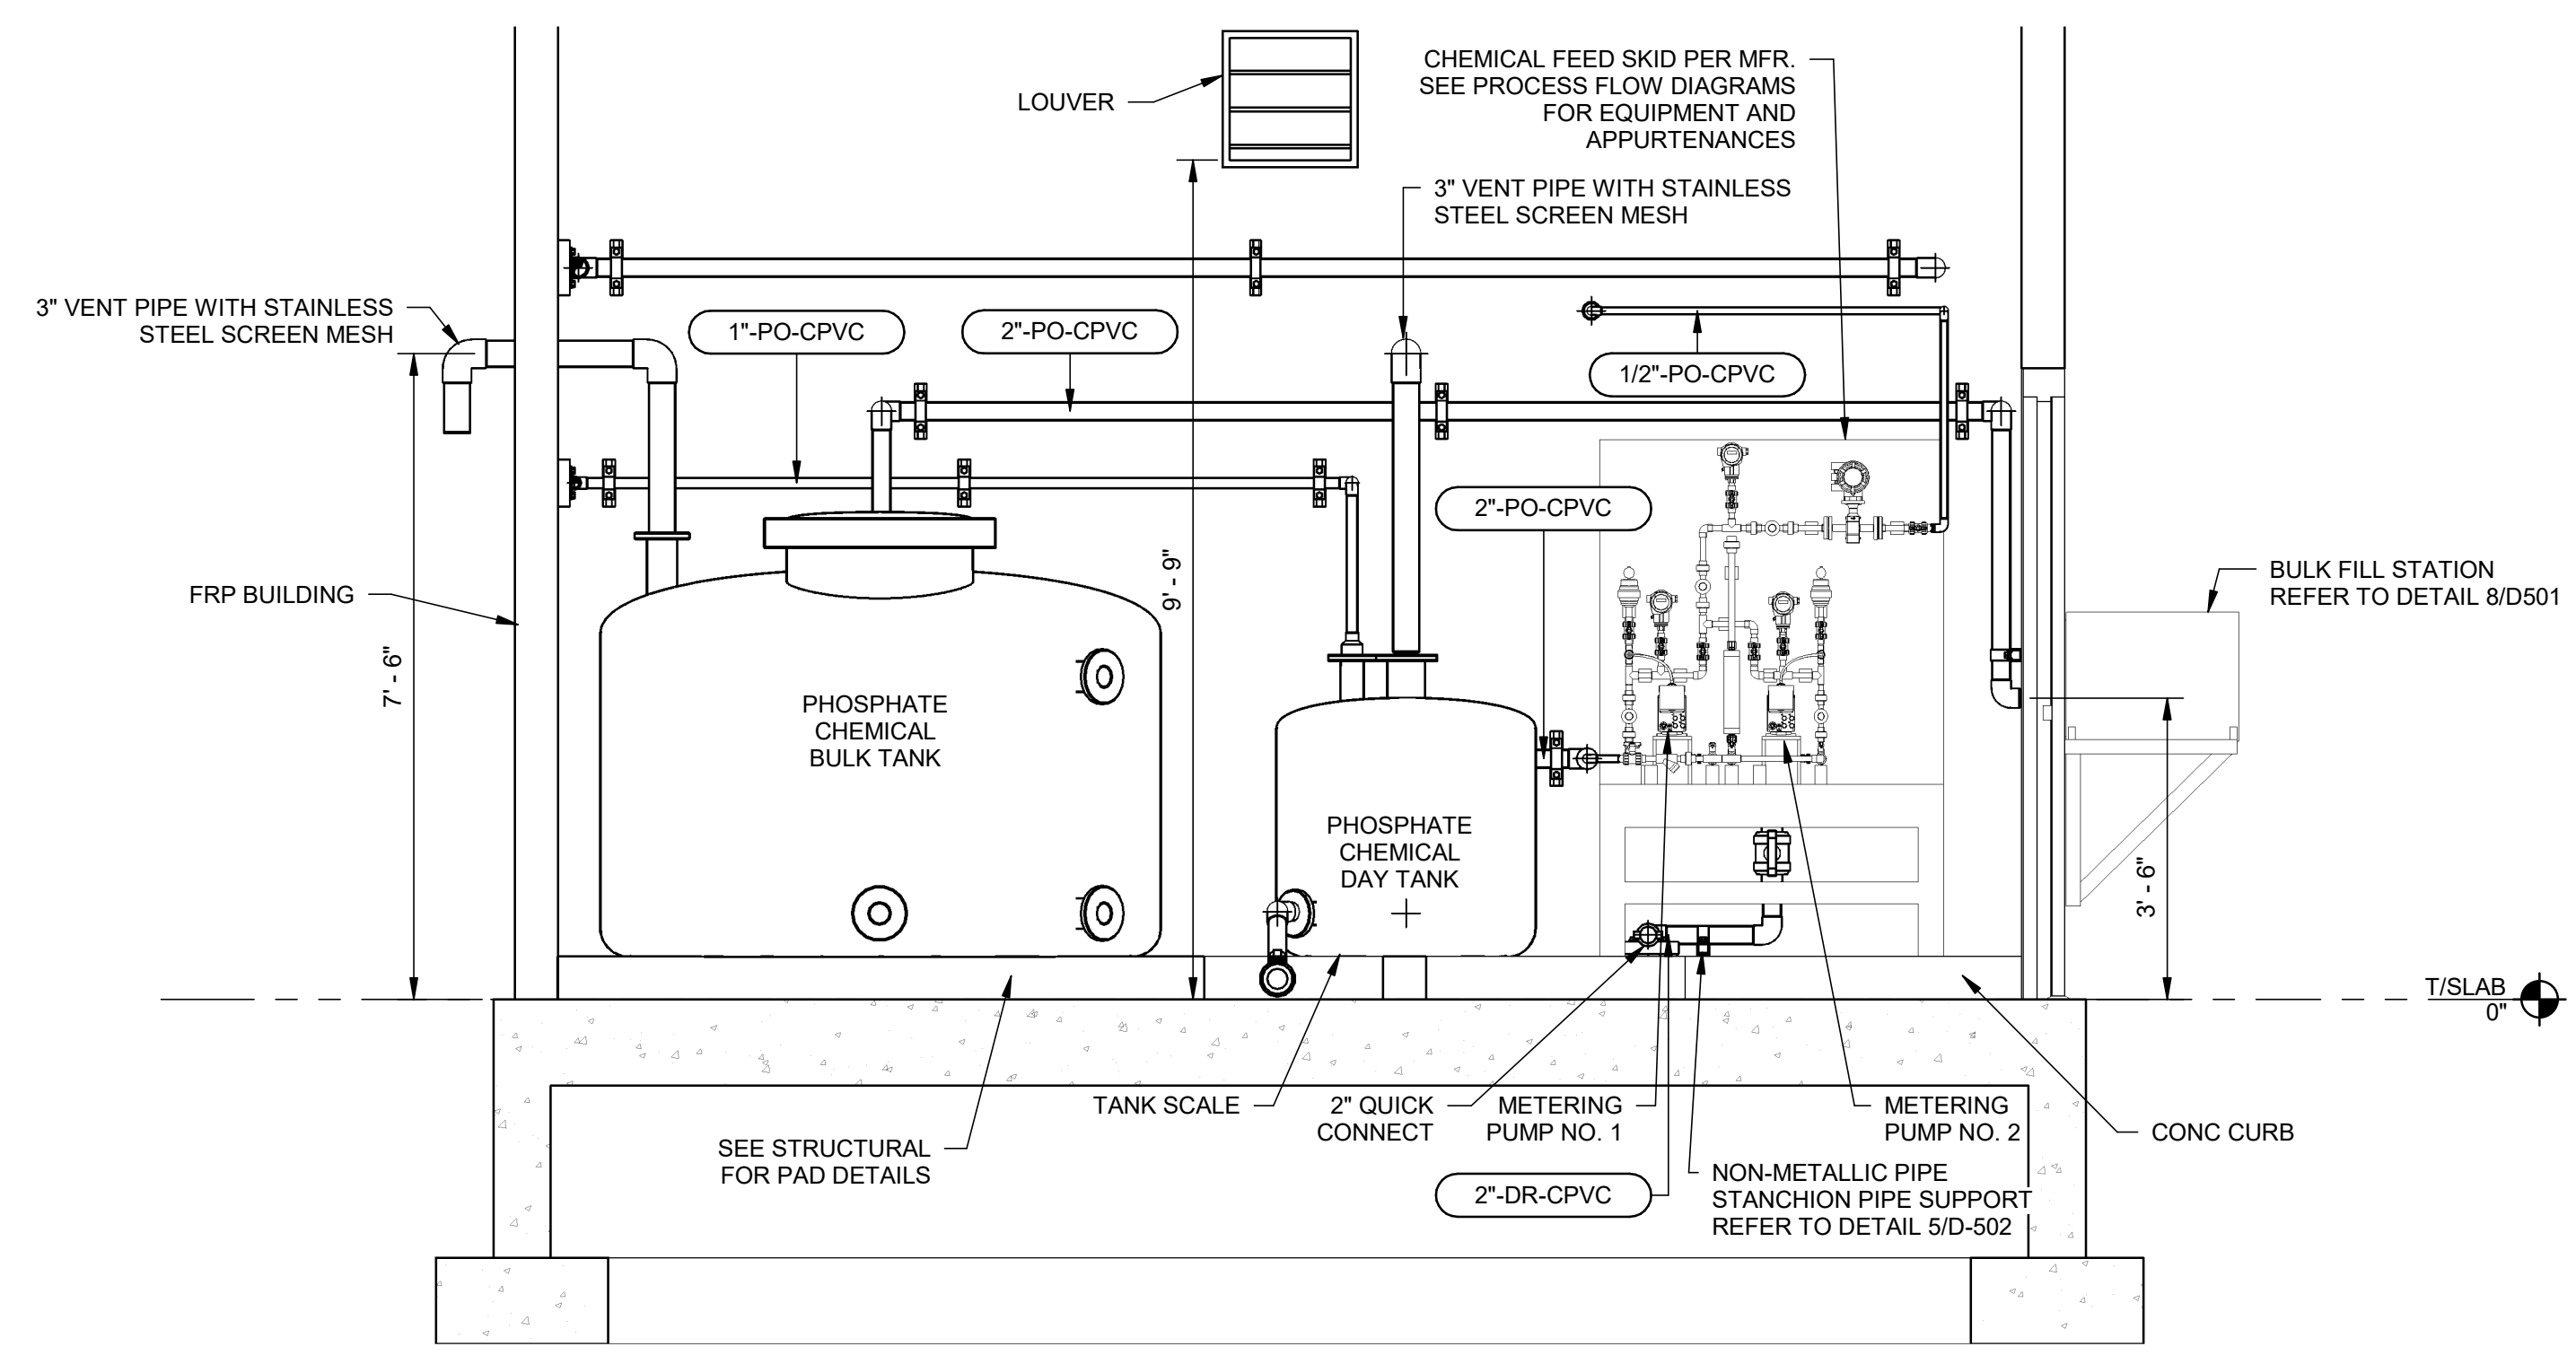 LOUVER
CHEMICAL FEED SKID PER MFR.
SEE PROCESS FLOW DIAGRAMS
FOR EQUIPMENT AND
APPURTENANCES
3" VENT PIPE WITH STAINLESS
STEEL SCREEN MESH
3" VENT PIPE WITH STAINLESS
STEEL SCREEN MESH
1"-PO-CPVC
2"-PO-CPVC
1/2"-PO-CPVC
2"-PO-CPVC
FRP BUILDING
7' - 6"
9' - 9"
BULK FILL STATION
REFER TO DETAIL 8/D501
PHOSPHATE
CHEMICAL
BULK TANK
PHOSPHATE
CHEMICAL
DAY TANK
3' - 6"
T/SLAB
0"
TANK SCALE
2" QUICK
CONNECT
METERING
PUMP NO. 1
METERING
PUMP NO. 2
CONC CURB
SEE STRUCTURAL
FOR PAD DETAILS
2"-DR-CPVC
NON-METALLIC PIPE
STANCHION PIPE SUPPORT
REFER TO DETAIL 5/D-502